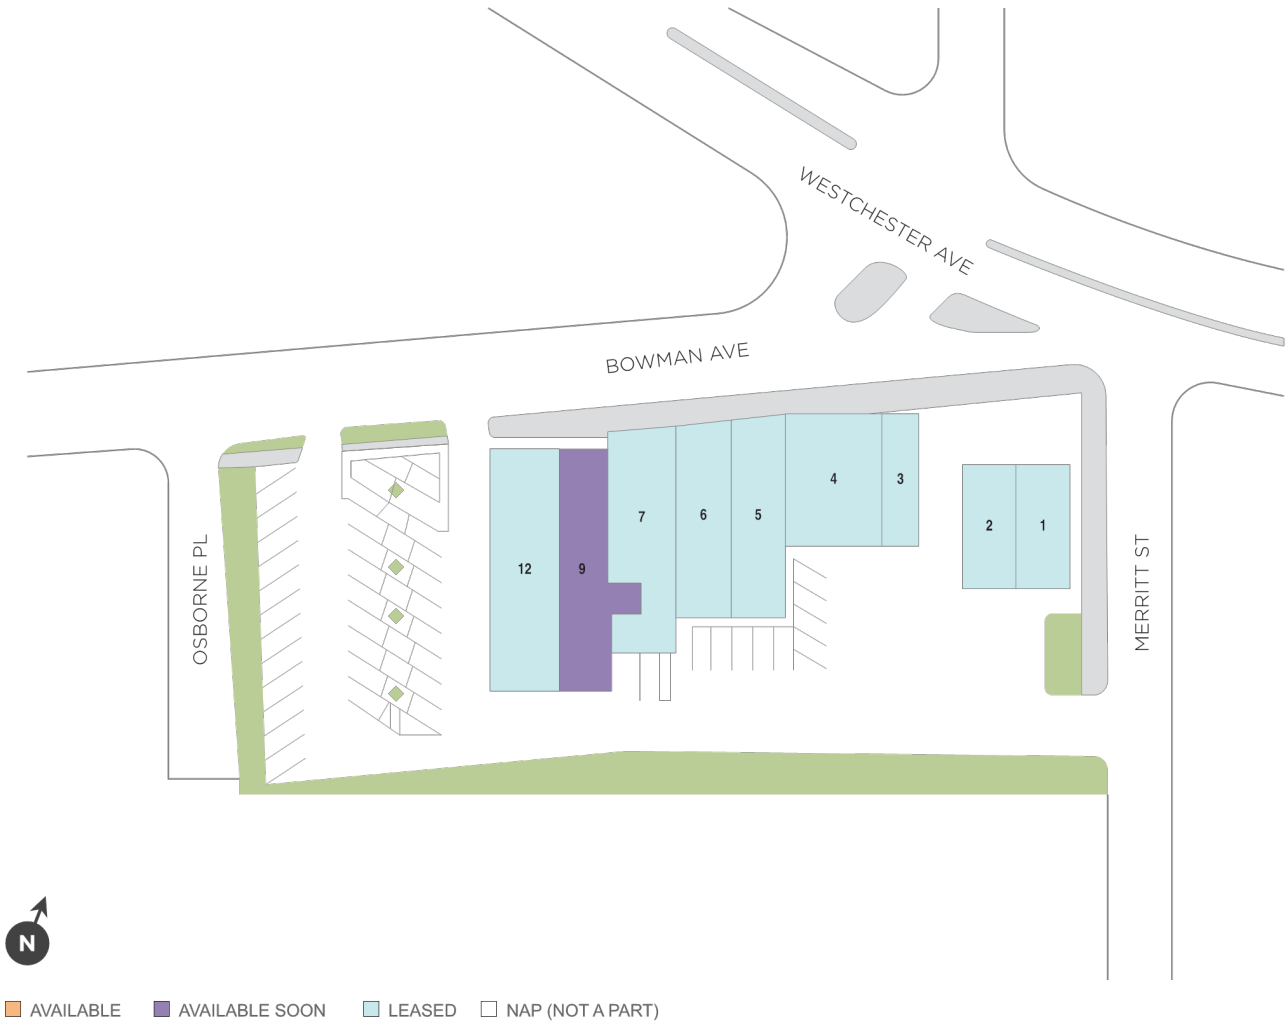 WESTCHESTER AVE
BOWMAN AVE
OSBORNE PL
MERRITT ST
12
9
7
6
5
4
3
2
1
N
AVAILABLE
AVAILABLE SOON
LEASED
NAP (NOT A PART)